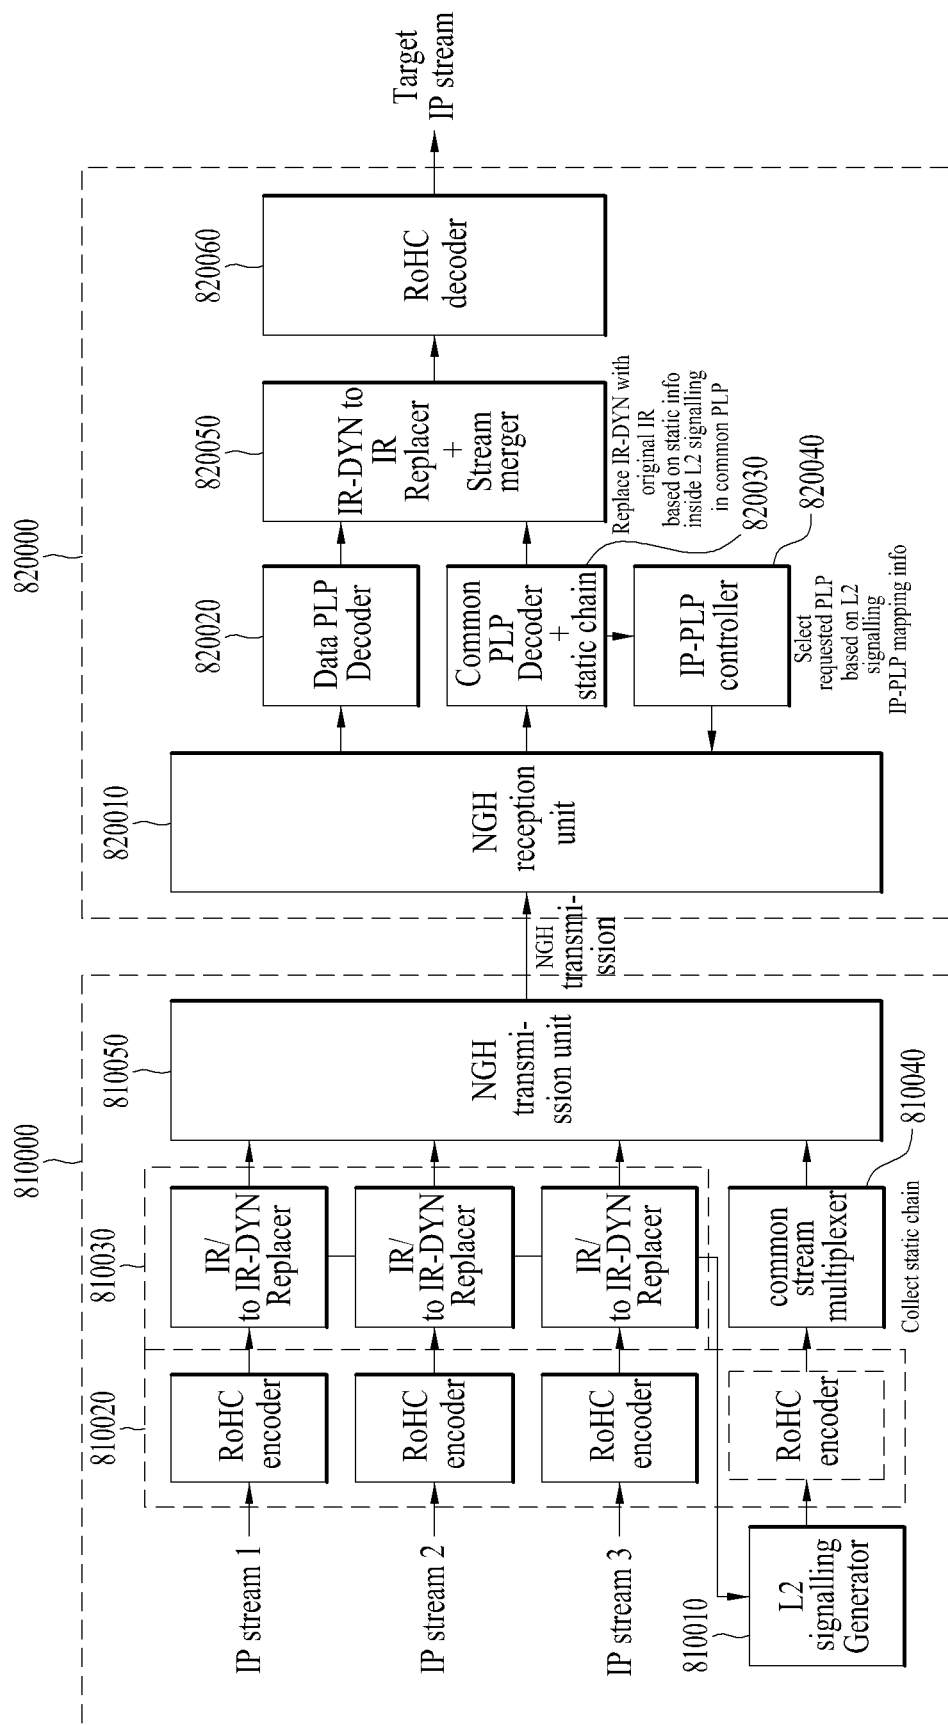 810000
810020
810030
810050
IP stream 1
RoHC
encoder
IR/
to IR-DYN
Replacer
IP stream 2
RoHC
encoder
IR/
to IR-DYN
Replacer
IP stream 3
RoHC
encoder
IR/
to IR-DYN
Replacer
NGH
transmi-
ssion unit
810010
L2
signalling
Generator
RoHC
encoder
common
stream
multiplexer
Collect static chain
810040
NGH
transmi-
ssion
820000
820010
NGH
reception
unit
820020
Data PLP
Decoder
Common
PLP
Decoder
+
static chain
IP-PLP
controller
Select
requested PLP
based on L2
signalling
IP-PLP mapping info
820050
IR-DYN to
IR
Replacer
+
Stream
merger
Replace IR-DYN with
original IR
based on static info
inside L2 signalling
in common PLP
820030
820040
820060
RoHC
decoder
Target
IP stream